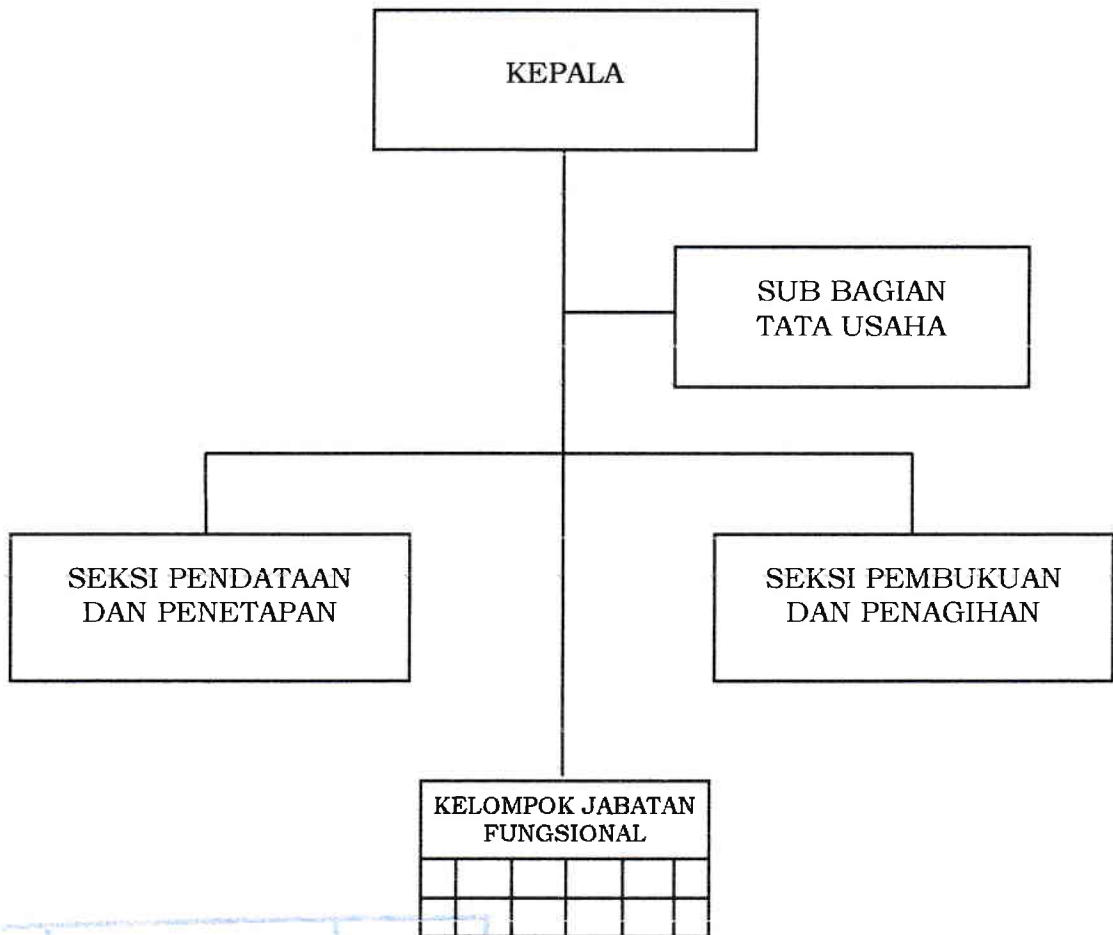 KEPALA
SUB BAGIAN
TATA USAHA
SEKSI PENDATAAN
DAN PENETAPAN
SEKSI PEMBUKUAN
DAN PENAGIHAN
KELOMPOK JABATAN
FUNGSIONAL